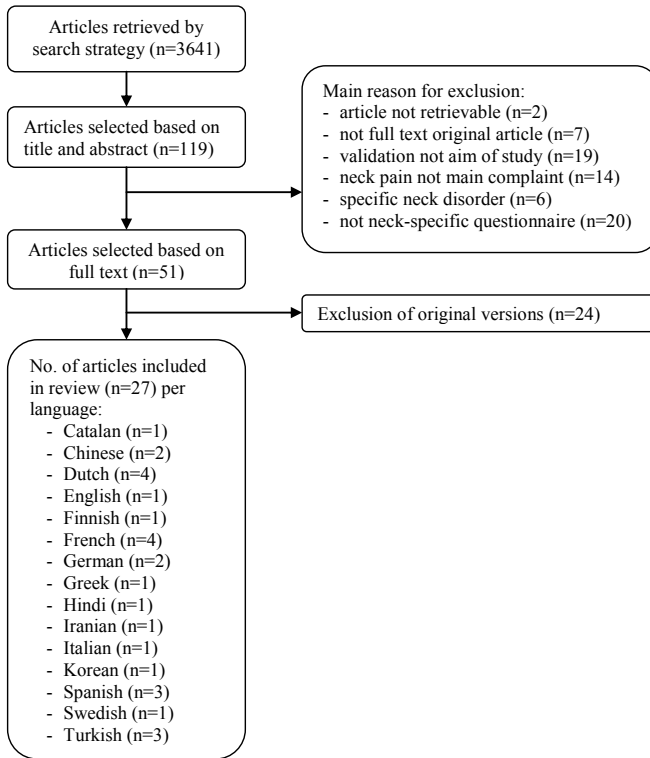 Articles retrieved by
search strategy (n=3641)
Articles selected based on
title and abstract (n=119)
Main reason for exclusion:
- article not retrievable (n=2)
- not full text original article (n=7)
- validation not aim of study (n=19)
- neck pain not main complaint (n=14)
- specific neck disorder (n=6)
- not neck-specific questionnaire (n=20)
Articles selected based on
full text (n=51)
Exclusion of original versions (n=24)
No. of articles included
in review (n=27) per
language:
- Catalan (n=1)
- Chinese (n=2)
- Dutch (n=4)
- English (n=1)
- Finnish (n=1)
- French (n=4)
- German (n=2)
- Greek (n=1)
- Hindi (n=1)
- Iranian (n=1)
- Italian (n=1)
- Korean (n=1)
- Spanish (n=3)
- Swedish (n=1)
- Turkish (n=3)